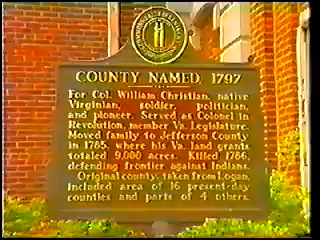 COUNTY NAMED, 1797
For Col. William Christian, native
Virginian, soldier, politician,
and pioneer. Served as Colonel in
Revolution, member Va. Legislature.
Moved family to Jefferson County
in 1785, where his Va. land grants
totaled 9,000 acres. Killed 1786,
defending frontier against Indians.
Original county, taken from Logan,
included area of 16 present-day
counties and parts of 4 others.